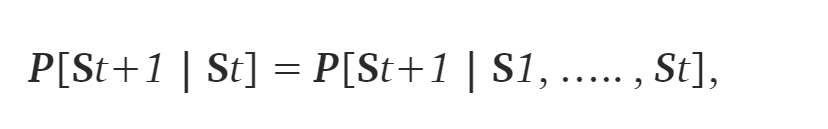 P[St+1 | St] = P[St+1 | S1, ….. , St],